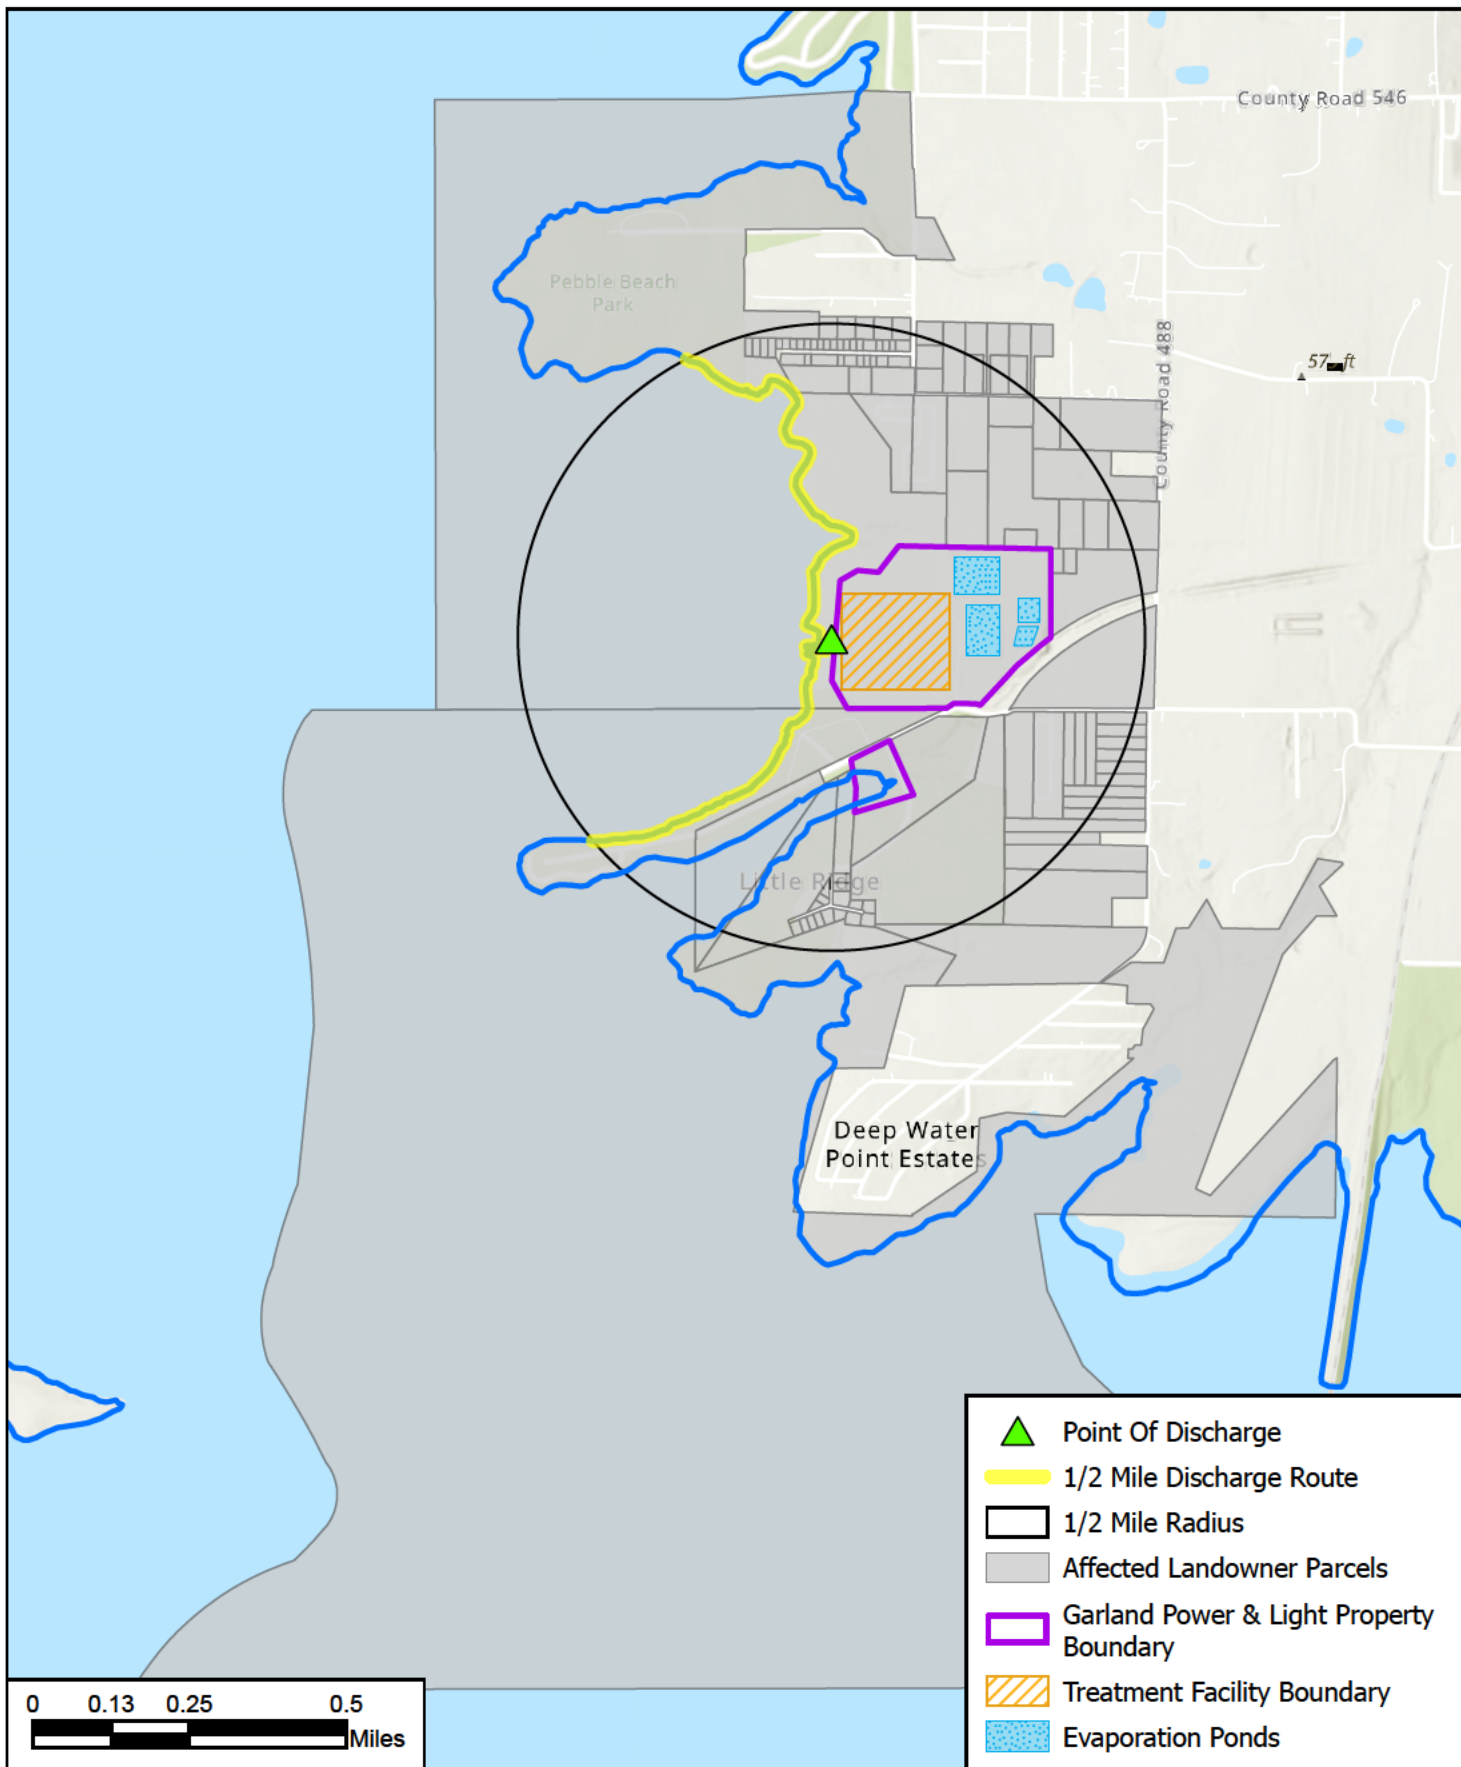 County Road 546
Pebble Beach
Park
County Road 488
Little Ridge
Deep Water
Point Estates
Point Of Discharge
1/2 Mile Discharge Route
1/2 Mile Radius
Affected Landowner Parcels
Garland Power & Light Property
Boundary
Treatment Facility Boundary
Evaporation Ponds
0 0.13 0.25 0.5
Miles